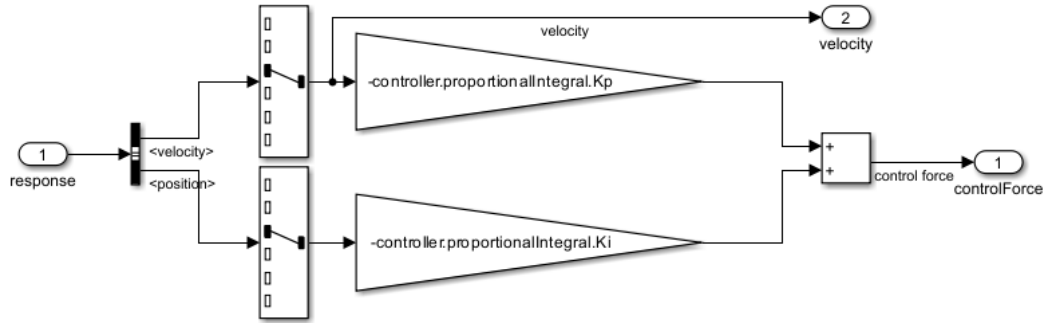 2
velocity
velocity
-controller.proportionalIntegral.Kp
1
response
<velocity>
<position>
+
+
control force
1
controlForce
-controller.proportionalIntegral.Ki